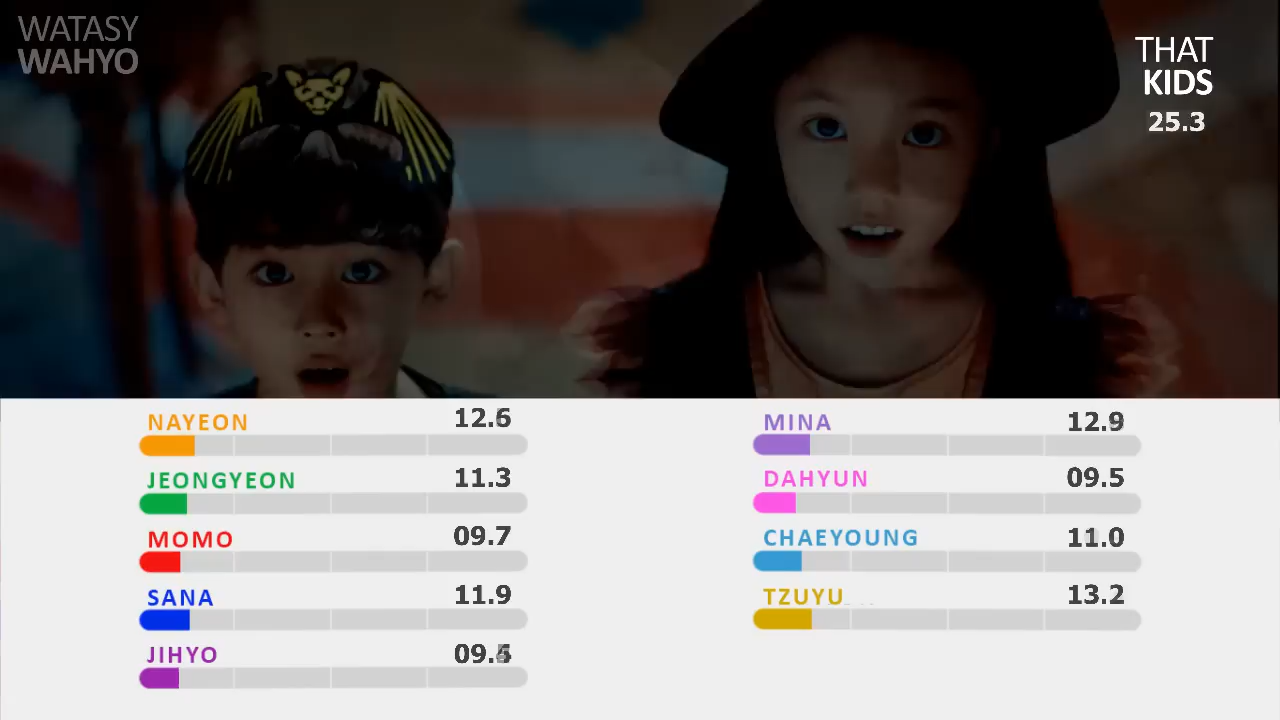 WATASY
WAHYO
THAT
KIDS
25.3
NAYEON 12.6
JEONGYEON 11.3
MOMO 09.7
SANA 11.9
JIHYO
MINA 12.9
DAHYUN 09.5
CHAEYOUNG 11.0
TZUYU 13.2